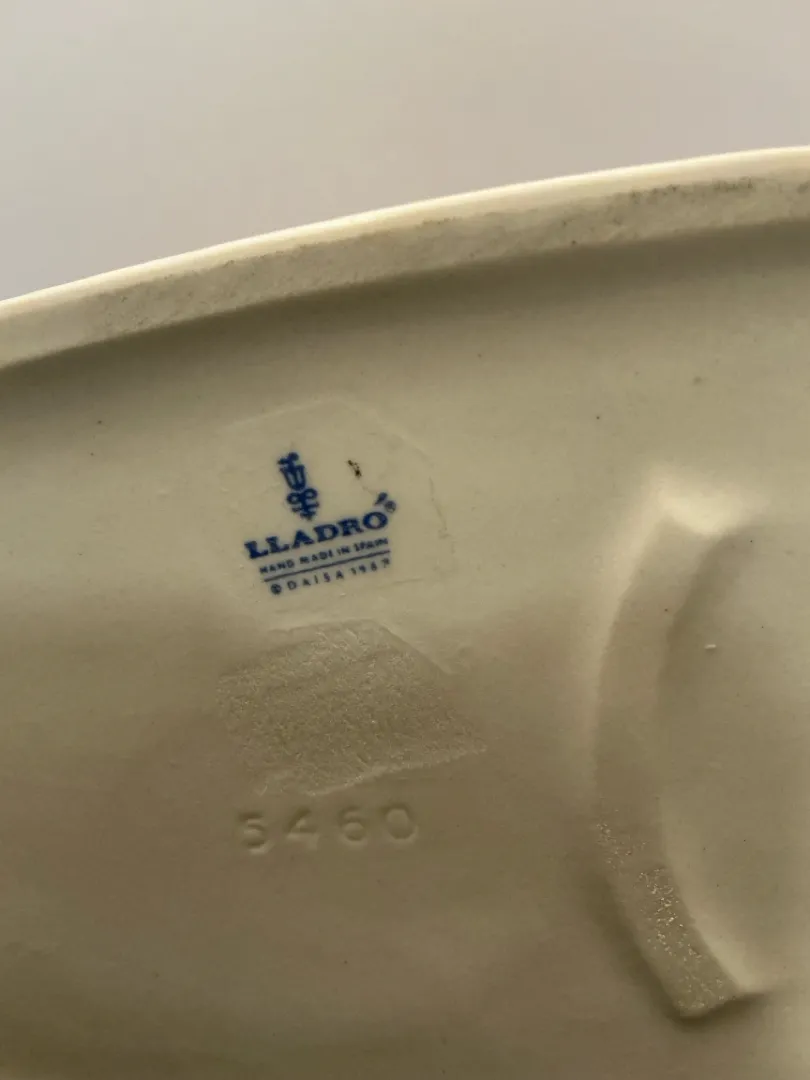 LLADRÓ®
HAND MADE IN SPAIN
© DAISA 1987
5460